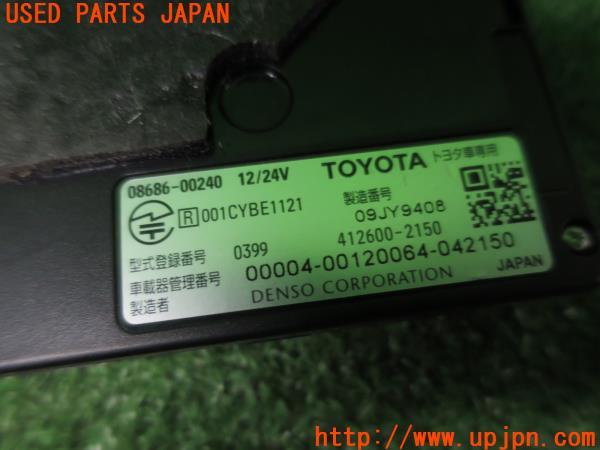 USED PARTS JAPAN
08686-00240 12/24V TOYOTA トヨタ車専用
R 001CYBE1121 製造番号
09JY9408
型式登録番号 0399 412600-2150
車載器管理番号 00004-00120064-042150
製造者 DENSO CORPORATION JAPAN
UPJ
http://www.upjpn.com